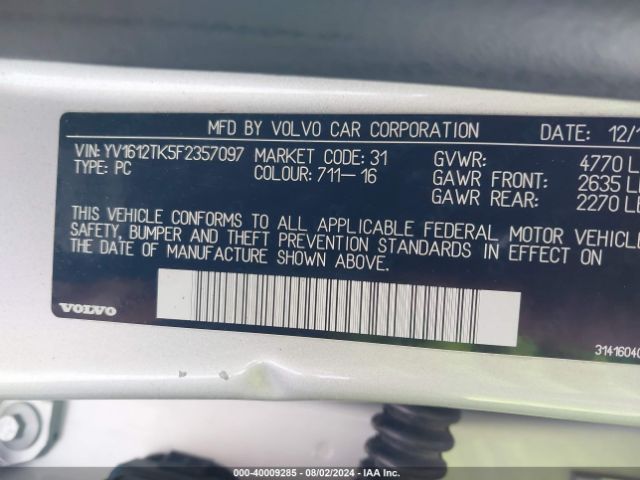 MFD BY VOLVO CAR CORPORATION DATE: 12/1
VIN: YV1612TK5F2357097 MARKET CODE: 31 GVWR: 4770 L
TYPE: PC COLOUR: 711-16 GAWR FRONT: 2635 L
GAWR REAR: 2270 LB
THIS VEHICLE CONFORMS TO ALL APPLICABLE FEDERAL MOTOR VEHICLE
SAFETY, BUMPER AND THEFT PREVENTION STANDARDS IN EFFECT ON
THE DATE OF MANUFACTURE SHOWN ABOVE.
VOLVO
3141604
000-40009285 - 08/02/2024 - IAA Inc.